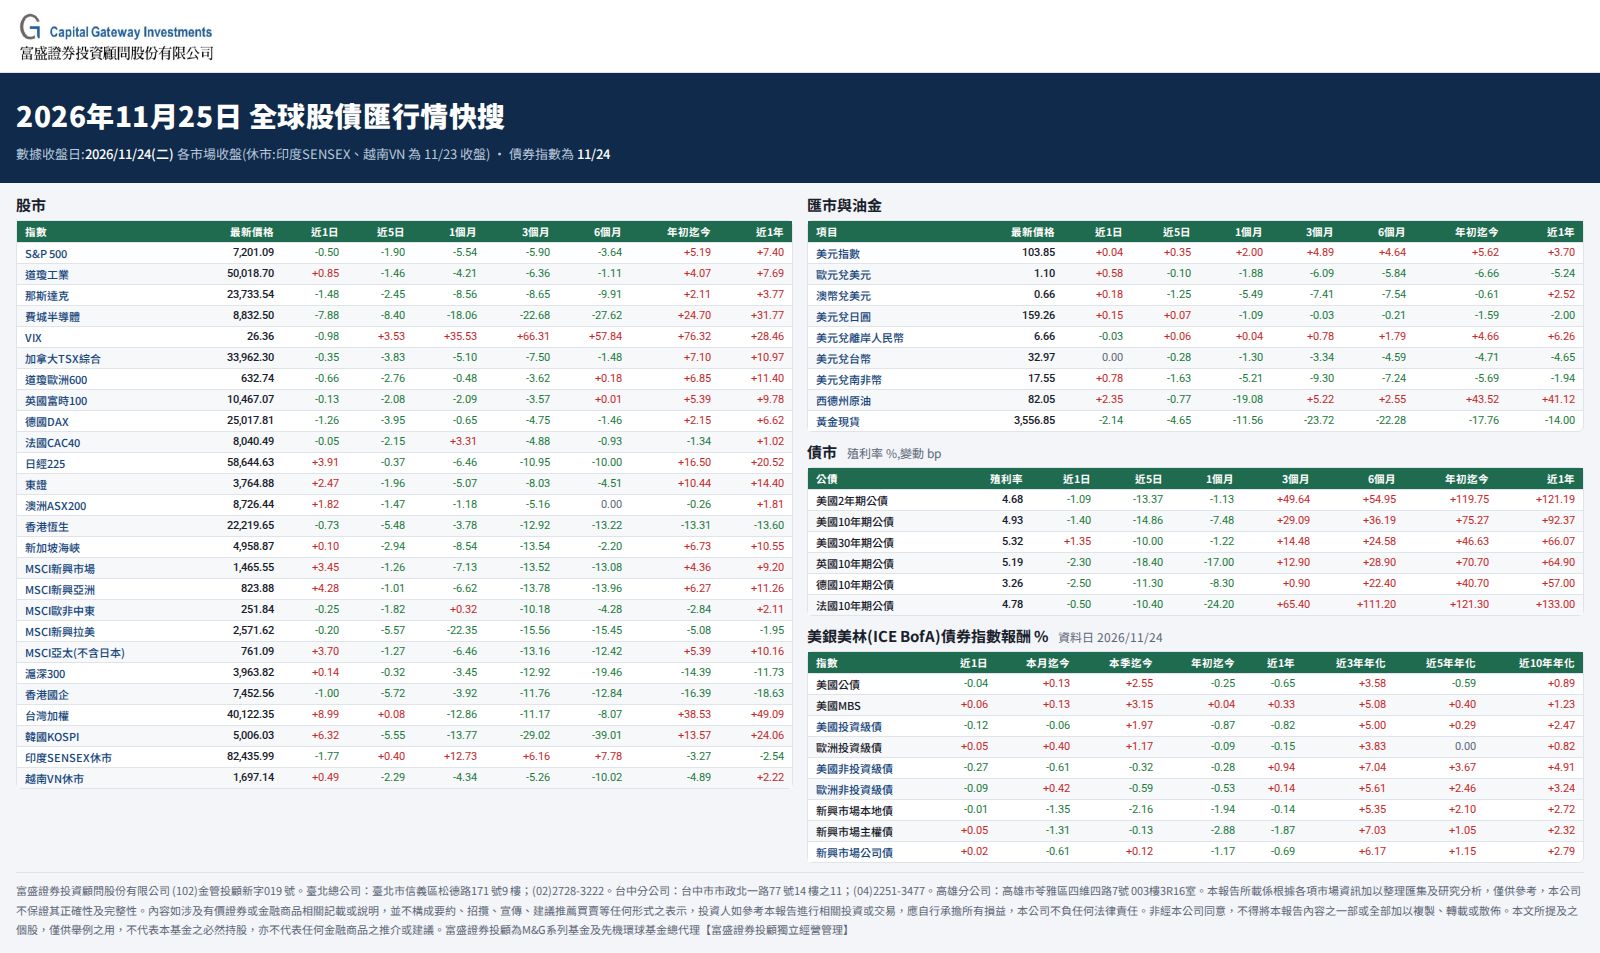 G Capital Gateway Investments
富盛證券投資顧問股份有限公司
2026年11月25日 全球股債匯行情快搜
數據收盤日:2026/11/24(二) 各市場收盤(休市:印度SENSEX、越南VN 為 11/23 收盤) ・ 債券指數為 11/24
股市
指數 最新價格 近1日 近5日 1個月 3個月 6個月 年初迄今 近1年
S&P 500 7,201.09 -0.50 -1.90 -5.54 -5.90 -3.64 +5.19 +7.40
道瓊工業 50,018.70 +0.85 -1.46 -4.21 -6.36 -1.11 +4.07 +7.69
那斯達克 23,733.54 -1.48 -2.45 -8.56 -8.65 -9.91 +2.11 +3.77
費城半導體 8,832.50 -7.88 -8.40 -18.06 -22.68 -27.62 +24.70 +31.77
VIX 26.36 -0.98 +3.53 +35.53 +66.31 +57.84 +76.32 +28.46
加拿大TSX綜合 33,962.30 -0.35 -3.83 -5.10 -7.50 -1.48 +7.10 +10.97
道瓊歐洲600 632.74 -0.66 -2.76 -0.48 -3.62 +0.18 +6.85 +11.40
英國富時100 10,467.07 -0.13 -2.08 -2.09 -3.57 +0.01 +5.39 +9.78
德國DAX 25,017.81 -1.26 -3.95 -0.65 -4.75 -1.46 +2.15 +6.62
法國CAC40 8,040.49 -0.05 -2.15 +3.31 -4.88 -0.93 -1.34 +1.02
日經225 58,644.63 +3.91 -0.37 -6.46 -10.95 -10.00 +16.50 +20.52
東證 3,764.88 +2.47 -1.96 -5.07 -8.03 -4.51 +10.44 +14.40
澳洲ASX200 8,726.44 +1.82 -1.47 -1.18 -5.16 0.00 -0.26 +1.81
香港恆生 22,219.65 -0.73 -5.48 -3.78 -12.92 -13.22 -13.31 -13.60
新加坡海峽 4,958.87 +0.10 -2.94 -8.54 -13.54 -2.20 +6.73 +10.55
MSCI新興市場 1,465.55 +3.45 -1.26 -7.13 -13.52 -13.08 +4.36 +9.20
MSCI新興亞洲 823.88 +4.28 -1.01 -6.62 -13.78 -13.96 +6.27 +11.26
MSCI歐非中東 251.84 -0.25 -1.82 +0.32 -10.18 -4.28 -2.84 +2.11
MSCI新興拉美 2,571.62 -0.20 -5.57 -22.35 -15.56 -15.45 -5.08 -1.95
MSCI亞太(不含日本) 761.09 +3.70 -1.27 -6.46 -13.16 -12.42 +5.39 +10.16
滬深300 3,963.82 +0.14 -0.32 -3.45 -12.92 -19.46 -14.39 -11.73
香港國企 7,452.56 -1.00 -5.72 -3.92 -11.76 -12.84 -16.39 -18.63
台灣加權 40,122.35 +8.99 +0.08 -12.86 -11.17 -8.07 +38.53 +49.09
韓國KOSPI 5,006.03 +6.32 -5.55 -13.77 -29.02 -39.01 +13.57 +24.06
印度SENSEX休市 82,435.99 -1.77 +0.40 +12.73 +6.16 +7.78 -3.27 -2.54
越南VN休市 1,697.14 +0.49 -2.29 -4.34 -5.26 -10.02 -4.89 +2.22
匯市與油金
項目 最新價格 近1日 近5日 1個月 3個月 6個月 年初迄今 近1年
美元指數 103.85 +0.04 +0.35 +2.00 +4.89 +4.64 +5.62 +3.70
歐元兌美元 1.10 +0.58 -0.10 -1.88 -6.09 -5.84 -6.66 -5.24
澳幣兌美元 0.66 +0.18 -1.25 -5.49 -7.41 -7.54 -0.61 +2.52
美元兌日圓 159.26 +0.15 +0.07 -1.09 -0.03 -0.21 -1.59 -2.00
美元兌離岸人民幣 6.66 -0.03 +0.06 +0.04 +0.78 +1.79 +4.66 +6.26
美元兌台幣 32.97 0.00 -0.28 -1.30 -3.34 -4.59 -4.71 -4.65
美元兌南非幣 17.55 +0.78 -1.63 -5.21 -9.30 -7.24 -5.69 -1.94
西德州原油 82.05 +2.35 -0.77 -19.08 +5.22 +2.55 +43.52 +41.12
黃金現貨 3,556.85 -2.14 -4.65 -11.56 -23.72 -22.28 -17.76 -14.00
債市 殖利率 %,變動 bp
公債 殖利率 近1日 近5日 1個月 3個月 6個月 年初迄今 近1年
美國2年期公債 4.68 -1.09 -13.37 -1.13 +49.64 +54.95 +119.75 +121.19
美國10年期公債 4.93 -1.40 -14.86 -7.48 +29.09 +36.19 +75.27 +92.37
美國30年期公債 5.32 +1.35 -10.00 -1.22 +14.48 +24.58 +46.63 +66.07
英國10年期公債 5.19 -2.30 -18.40 -17.00 +12.90 +28.90 +70.70 +64.90
德國10年期公債 3.26 -2.50 -11.30 -8.30 +0.90 +22.40 +40.70 +57.00
法國10年期公債 4.78 -0.50 -10.40 -24.20 +65.40 +111.20 +121.30 +133.00
美銀美林(ICE BofA)債券指數報酬 % 資料日 2026/11/24
指數 近1日 本月迄今 本季迄今 年初迄今 近1年 近3年年化 近5年年化 近10年年化
美國公債 -0.04 +0.13 +2.55 -0.25 -0.65 +3.58 -0.59 +0.89
美國MBS +0.06 +0.13 +3.15 +0.04 +0.33 +5.08 +0.40 +1.23
美國投資級債 -0.12 -0.06 +1.97 -0.87 -0.82 +5.00 +0.29 +2.47
歐洲投資級債 +0.05 +0.40 +1.17 -0.09 -0.15 +3.83 0.00 +0.82
美國非投資級債 -0.27 -0.61 -0.32 -0.28 +0.94 +7.04 +3.67 +4.91
歐洲非投資級債 -0.09 +0.42 -0.59 -0.53 +0.14 +5.61 +2.46 +3.24
新興市場本地債 -0.01 -1.35 -2.16 -1.94 -0.14 +5.35 +2.10 +2.72
新興市場主權債 +0.05 -1.31 -0.13 -2.88 -1.87 +7.03 +1.05 +2.32
新興市場公司債 +0.02 -0.61 +0.12 -1.17 -0.69 +6.17 +1.15 +2.79
富盛證券投資顧問股份有限公司 (102)金管投顧新字019 號。臺北總公司：臺北市信義區松德路171 號9 樓；(02)2728-3222。台中分公司：台中市市政北一路77 號14 樓之11；(04)2251-3477。高雄分公司：高雄市苓雅區四維四路7號 003樓3R16室。本報告所載係根據各項市場資訊加以整理匯集及研究分析，僅供參考，本公司
不保證其正確性及完整性。內容如涉及有價證券或金融商品相關記載或說明，並不構成要約、招攬、宣傳、建議推薦買賣等任何形式之表示，投資人如參考本報告進行相關投資或交易，應自行承擔所有損益，本公司不負任何法律責任。非經本公司同意，不得將本報告內容之一部或全部加以複製、轉載或散佈。本文所提及之
個股，僅供舉例之用，不代表本基金之必然持股，亦不代表任何金融商品之推介或建議。富盛證券投顧為M&G系列基金及先機環球基金總代理【富盛證券投顧獨立經營管理】